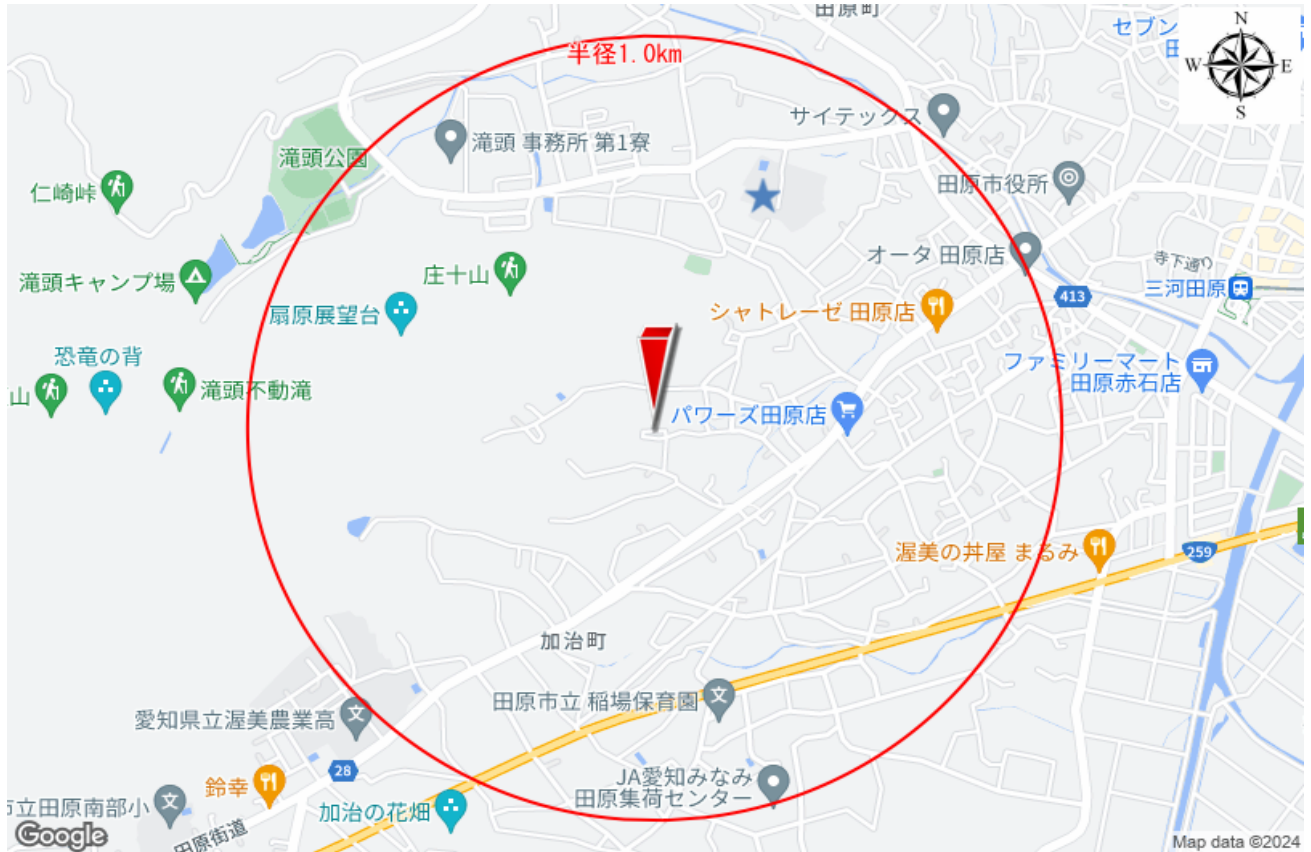 田原町
セブン
田
N
W
E
S
半径1.0km
サイテックス
滝頭 事務所 第1寮
滝頭公園
仁崎峠
田原市役所
オータ 田原店
寺下通り
庄十山
滝頭キャンプ場
三河田原
413
扇原展望台
シャトレーゼ 田原店
恐竜の背
ファミリーマート
田原赤石店
山
滝頭不動滝
パワーズ田原店
渥美の丼屋 まるみ
259
加治町
田原市立 稲場保育園
愛知県立渥美農業高
28
JA愛知みなみ
田原集荷センター
鈴幸
市立田原南部小
加治の花畑
田原街道
Google
Map data ©2024